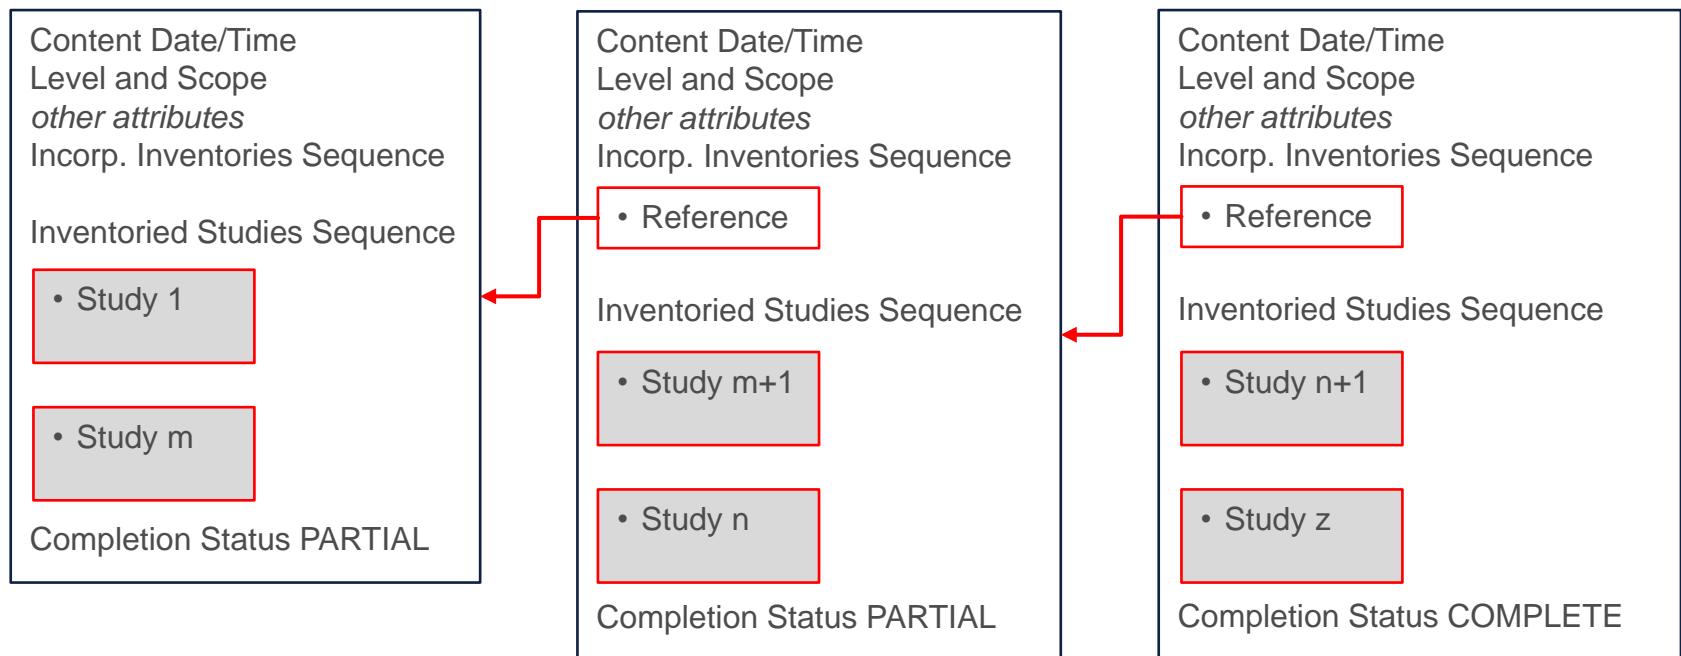 Content Date/Time
Level and Scope
other attributes
Incorp. Inventories Sequence
Inventoried Studies Sequence
• Study 1
• Study m
Completion Status PARTIAL
Content Date/Time
Level and Scope
other attributes
Incorp. Inventories Sequence
• Reference
Inventoried Studies Sequence
• Study m+1
• Study n
Completion Status PARTIAL
Content Date/Time
Level and Scope
other attributes
Incorp. Inventories Sequence
• Reference
Inventoried Studies Sequence
• Study n+1
• Study z
Completion Status COMPLETE